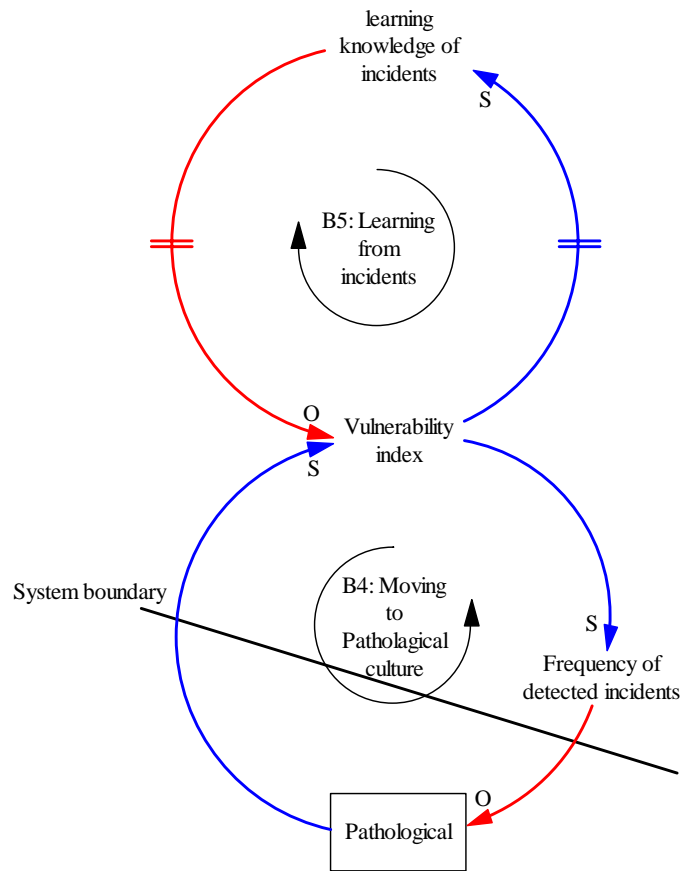 learning
knowledge of
incidents
S
B5: Learning
from
incidents
O
Vulnerability
index
S
System boundary
B4: Moving
to
Patholagical
culture
S
Frequency of
detected incidents
O
Pathological